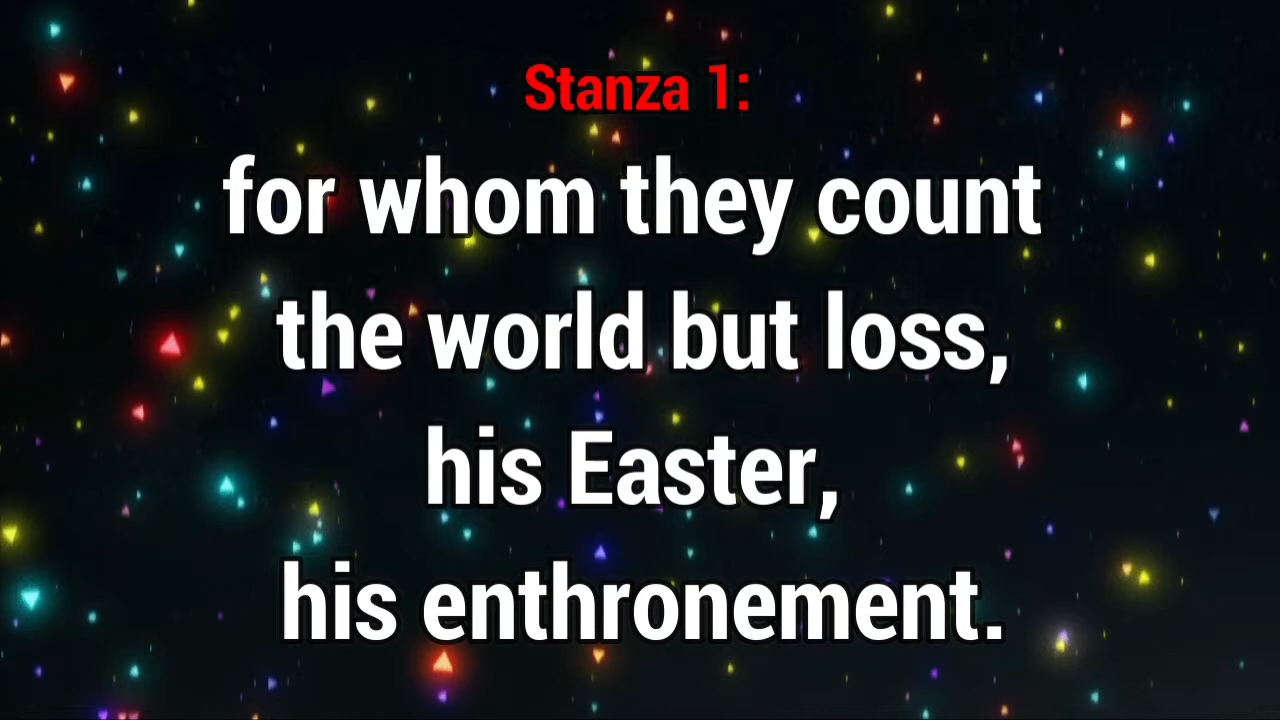 Stanza 1:
for whom they count
the world but loss,
his Easter,
his enthronement.